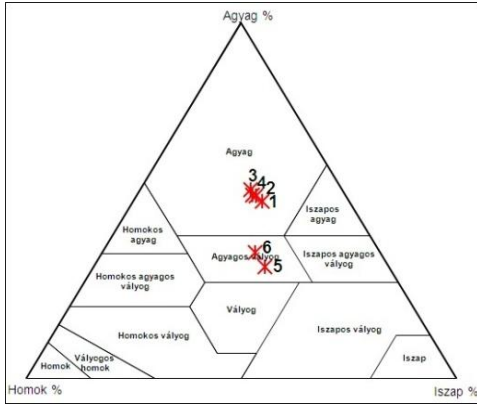 Agyag %
Agyag
3
4
2
1
Iszapos
agyag
Homokos
agyag
6
Agyagos vályog
5
Iszapos agyagos
vályog
Homokos agyagos
vályog
Vályog
Homokos vályog
Iszapos vályog
Homok
Vályogos
homok
Iszap
Homok %
Iszap %